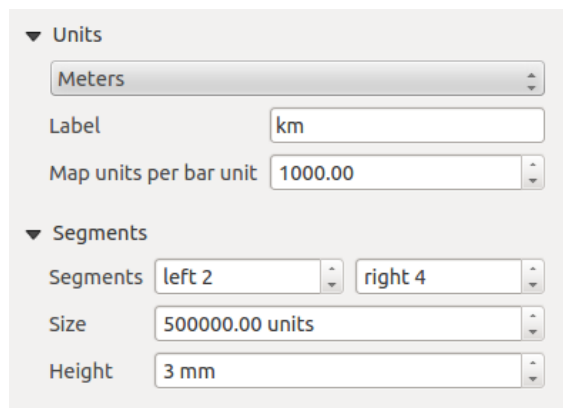 Units
Meters
Label km
Map units per bar unit 1000.00
Segments
Segments left 2 right 4
Size 500000.00 units
Height 3 mm